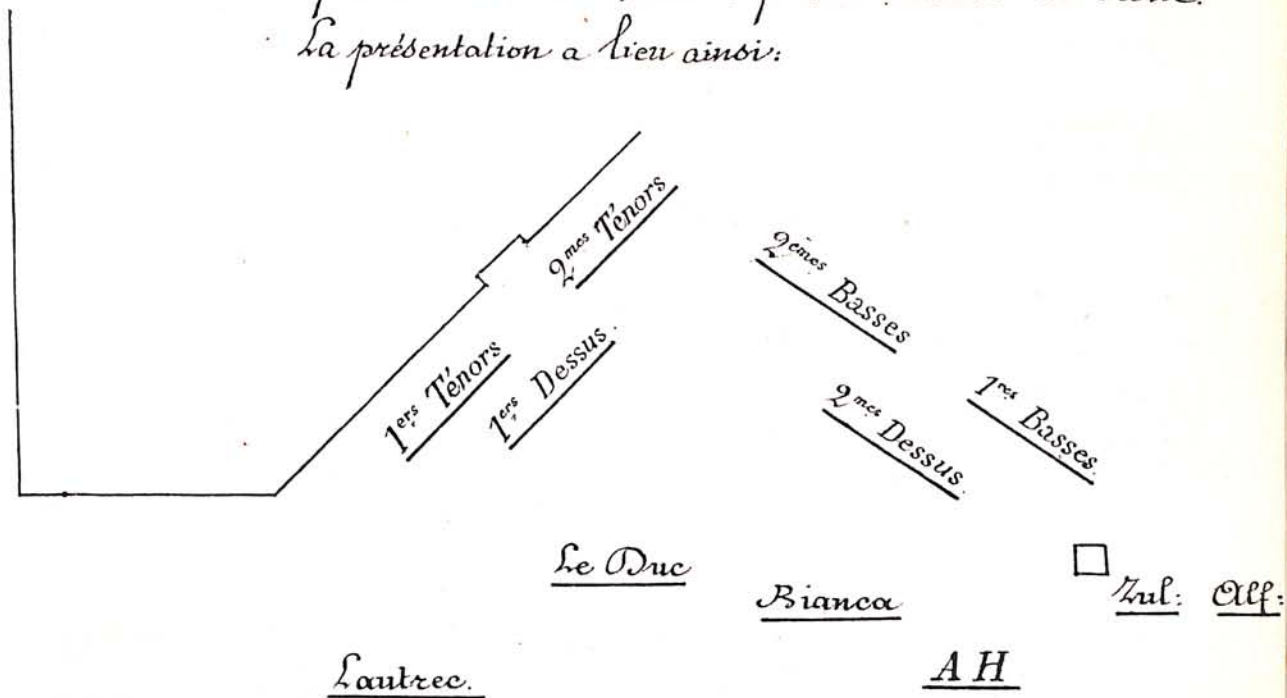 La présentation a lieu ainsi:
2mes Ténors
2èmes Basses
1ers Ténors
1ers Dessus.
2mes Dessus.
1res Basses.
Le Duc
Bianca
Zul: Alf:
Lautrec.
A H